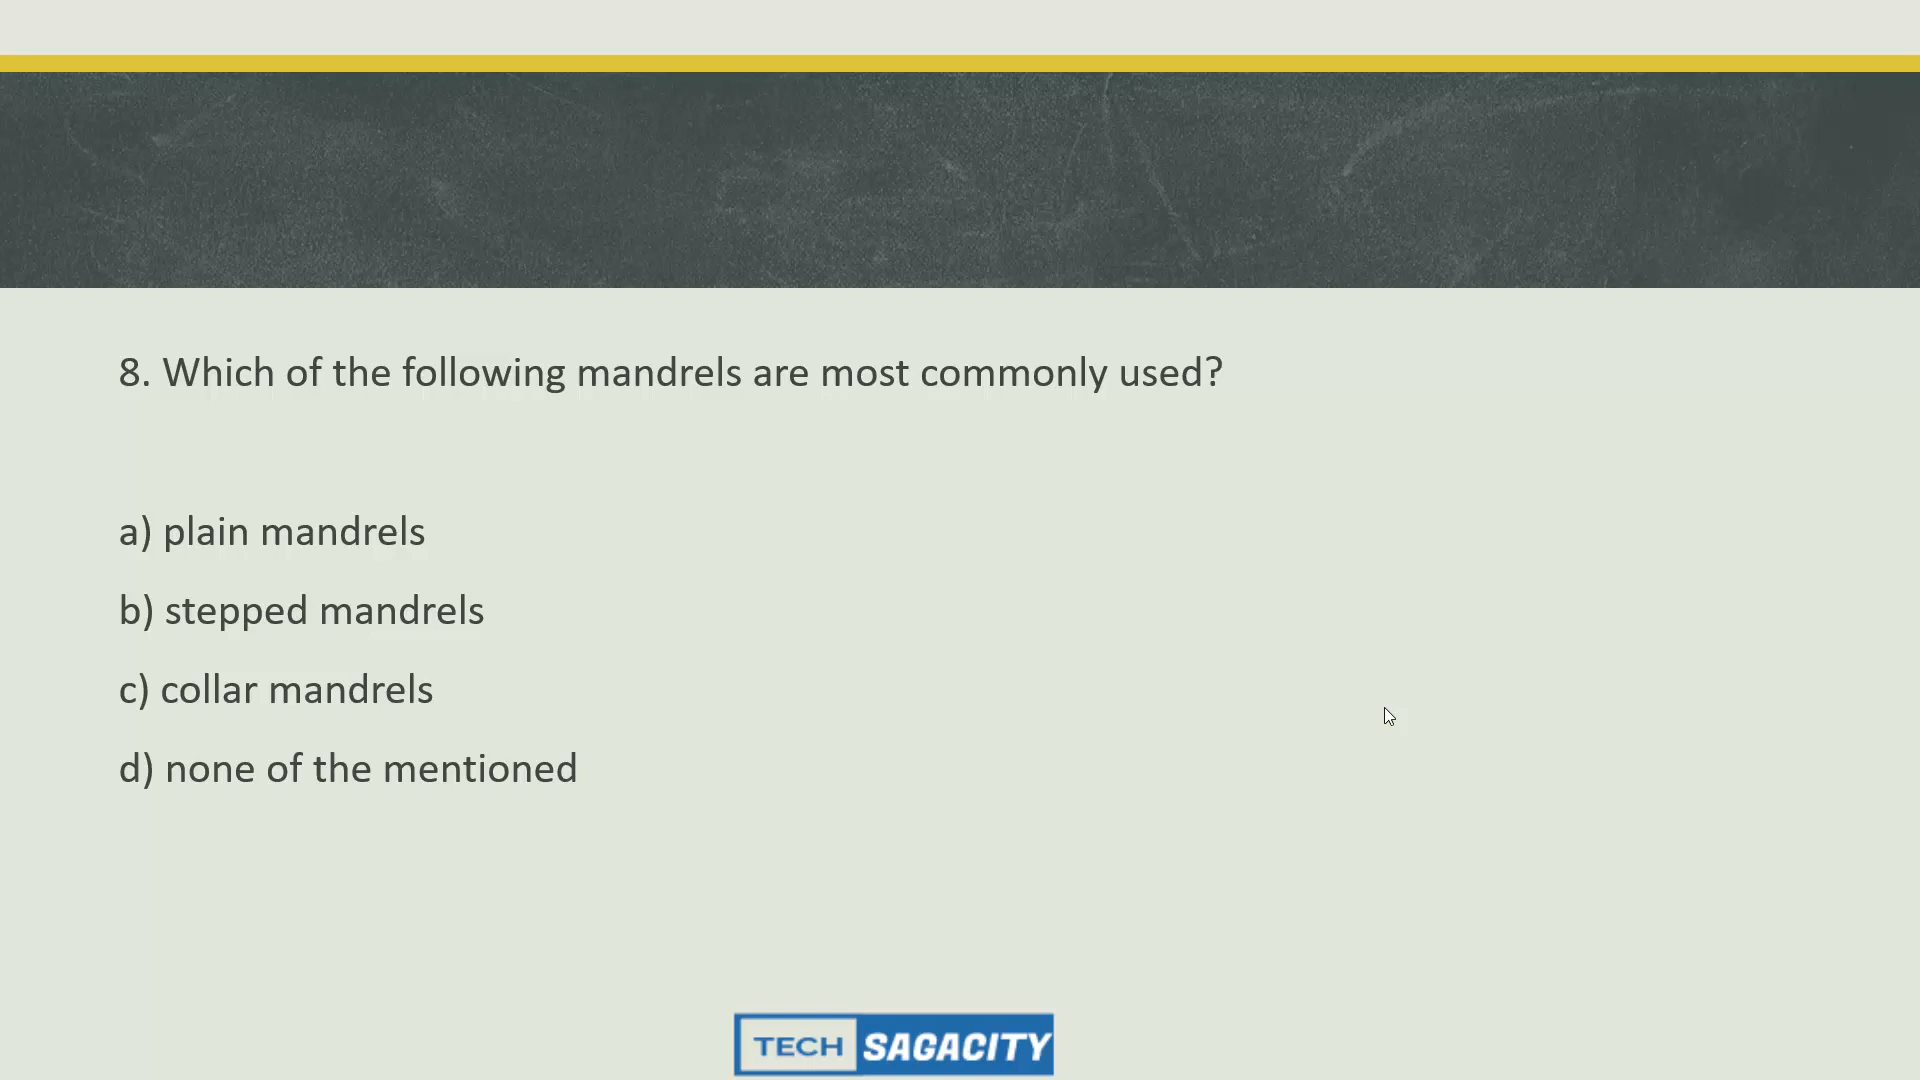 8. Which of the following mandrels are most commonly used?
a) plain mandrels
b) stepped mandrels
c) collar mandrels
d) none of the mentioned
TECH SAGACITY